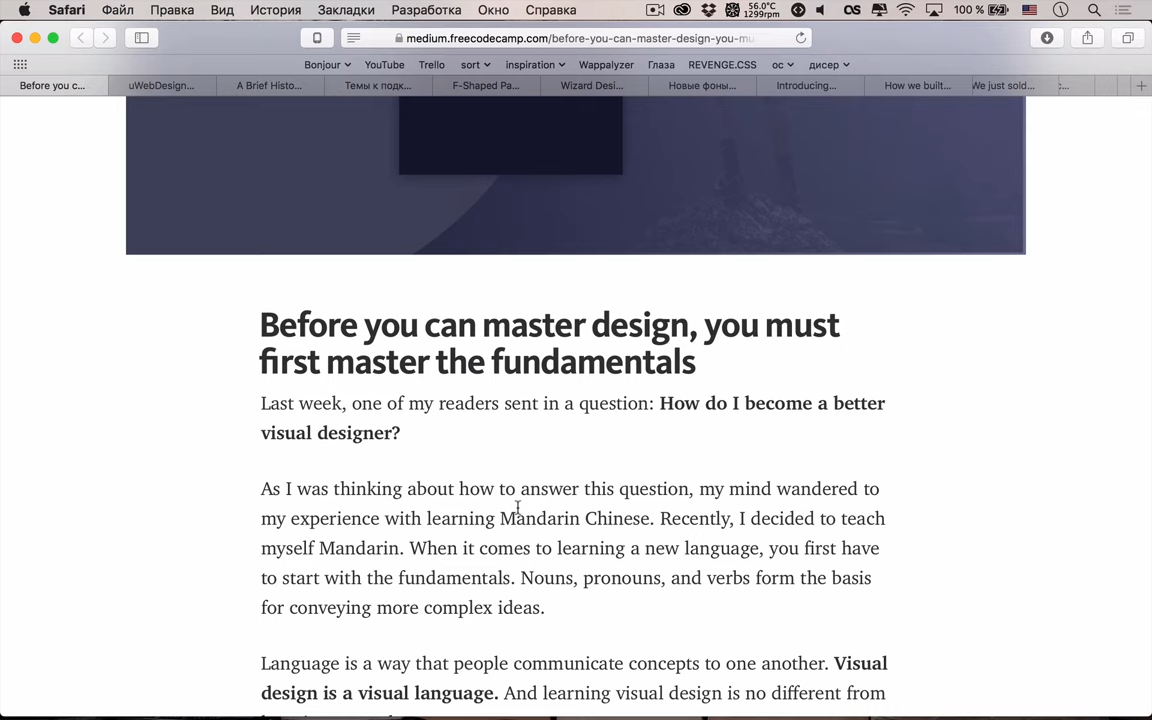 Safari Файл Правка Вид История Закладки Разработка Окно Справка 56.0°C 1299rpm 100 %
medium.freecodecamp.com/before-you-can-master-design-you-mu
Bonjour YouTube Trello sort inspiration Wappalyzer Глаза REVENGE.CSS ос дисер
Before you c... uWebDesign... A Brief Histo... Темы к подк... F-Shaped Pa... Wizard Desi... Новые фоны... Introducing... How we built... We just sold...
Before you can master design, you must
first master the fundamentals
Last week, one of my readers sent in a question: How do I become a better
visual designer?
As I was thinking about how to answer this question, my mind wandered to
my experience with learning Mandarin Chinese. Recently, I decided to teach
myself Mandarin. When it comes to learning a new language, you first have
to start with the fundamentals. Nouns, pronouns, and verbs form the basis
for conveying more complex ideas.
Language is a way that people communicate concepts to one another. Visual
design is a visual language. And learning visual design is no different from